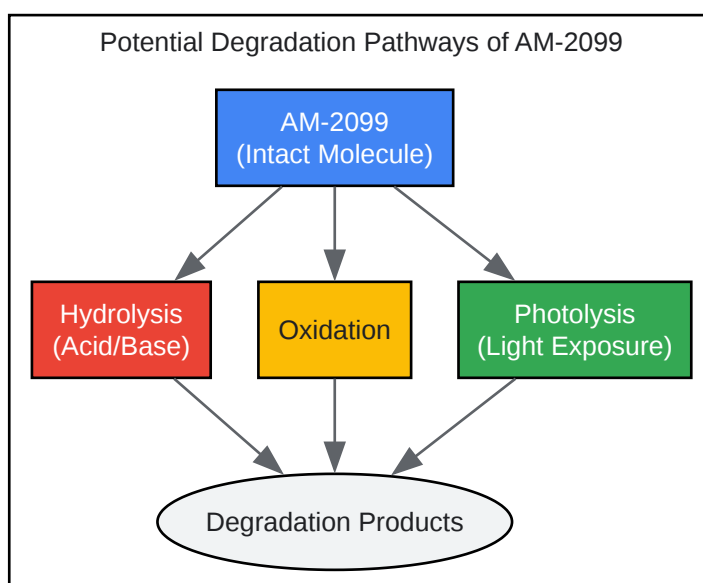 Potential Degradation Pathways of AM-2099
AM-2099
(Intact Molecule)
Hydrolysis
(Acid/Base)
Oxidation
Photolysis
(Light Exposure)
Degradation Products